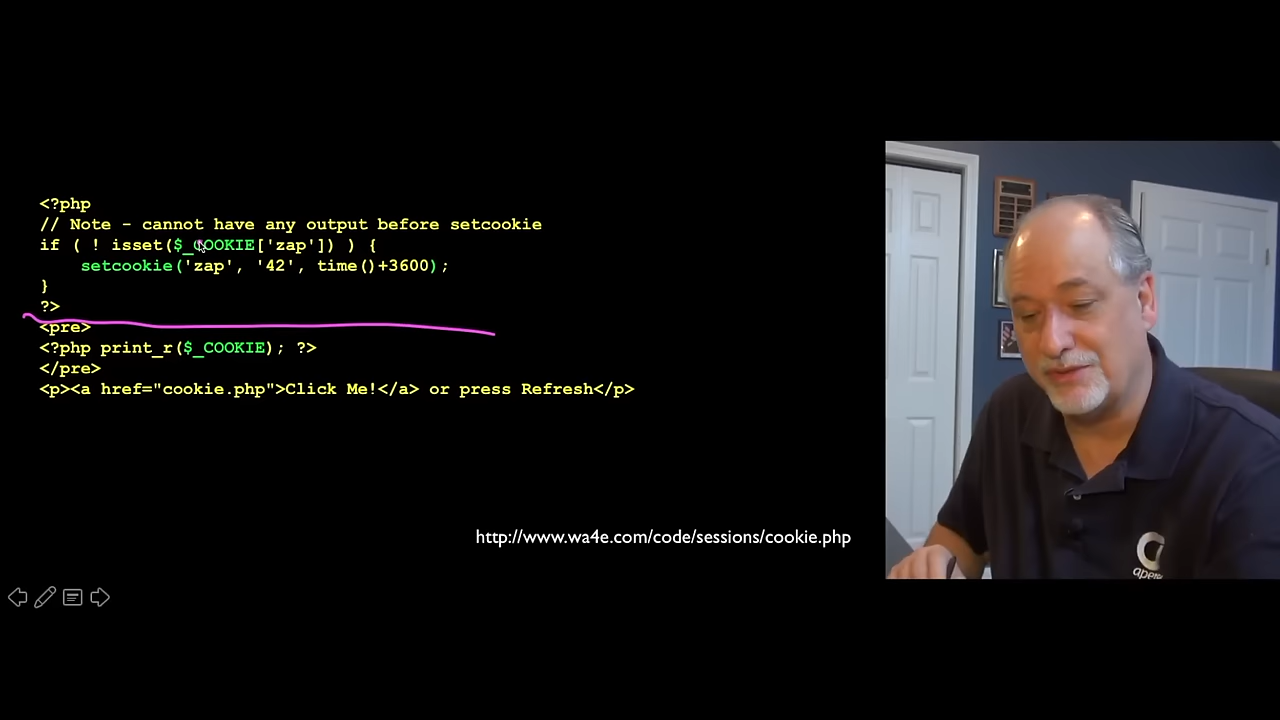 <?php
// Note - cannot have any output before setcookie
if ( ! isset($_COOKIE['zap']) ) {
    setcookie('zap', '42', time()+3600);
}
?>
<pre>
<?php print_r($_COOKIE); ?>
</pre>
<p><a href="cookie.php">Click Me!</a> or press Refresh</p>
http://www.wa4e.com/code/sessions/cookie.php